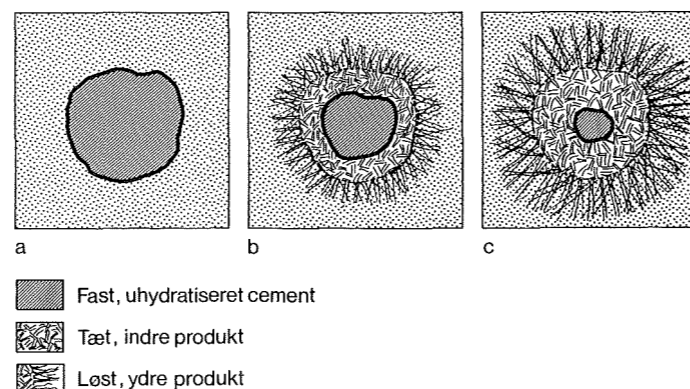 a
b
c
Fast, uhydratiseret cement
Tæt, indre produkt
Løst, ydre produkt